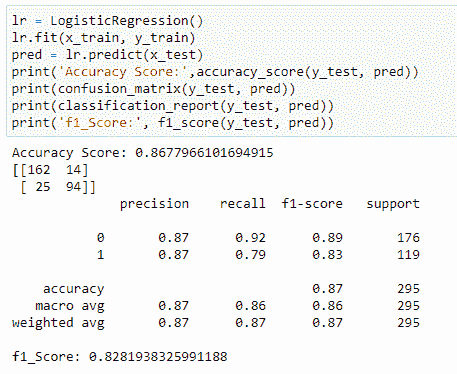 lr = LogisticRegression()
lr.fit(x_train, y_train)
pred = lr.predict(x_test)
print('Accuracy Score:',accuracy_score(y_test, pred))
print(confusion_matrix(y_test, pred))
print(classification_report(y_test, pred))
print('f1_Score:', f1_score(y_test, pred))
Accuracy Score: 0.8677966101694915
[[162 14]
[ 25 94]]
precision recall f1-score support
0 0.87 0.92 0.89 176
1 0.87 0.79 0.83 119
accuracy 0.87 295
macro avg 0.87 0.86 0.86 295
weighted avg 0.87 0.87 0.87 295
f1_Score: 0.8281938325991188